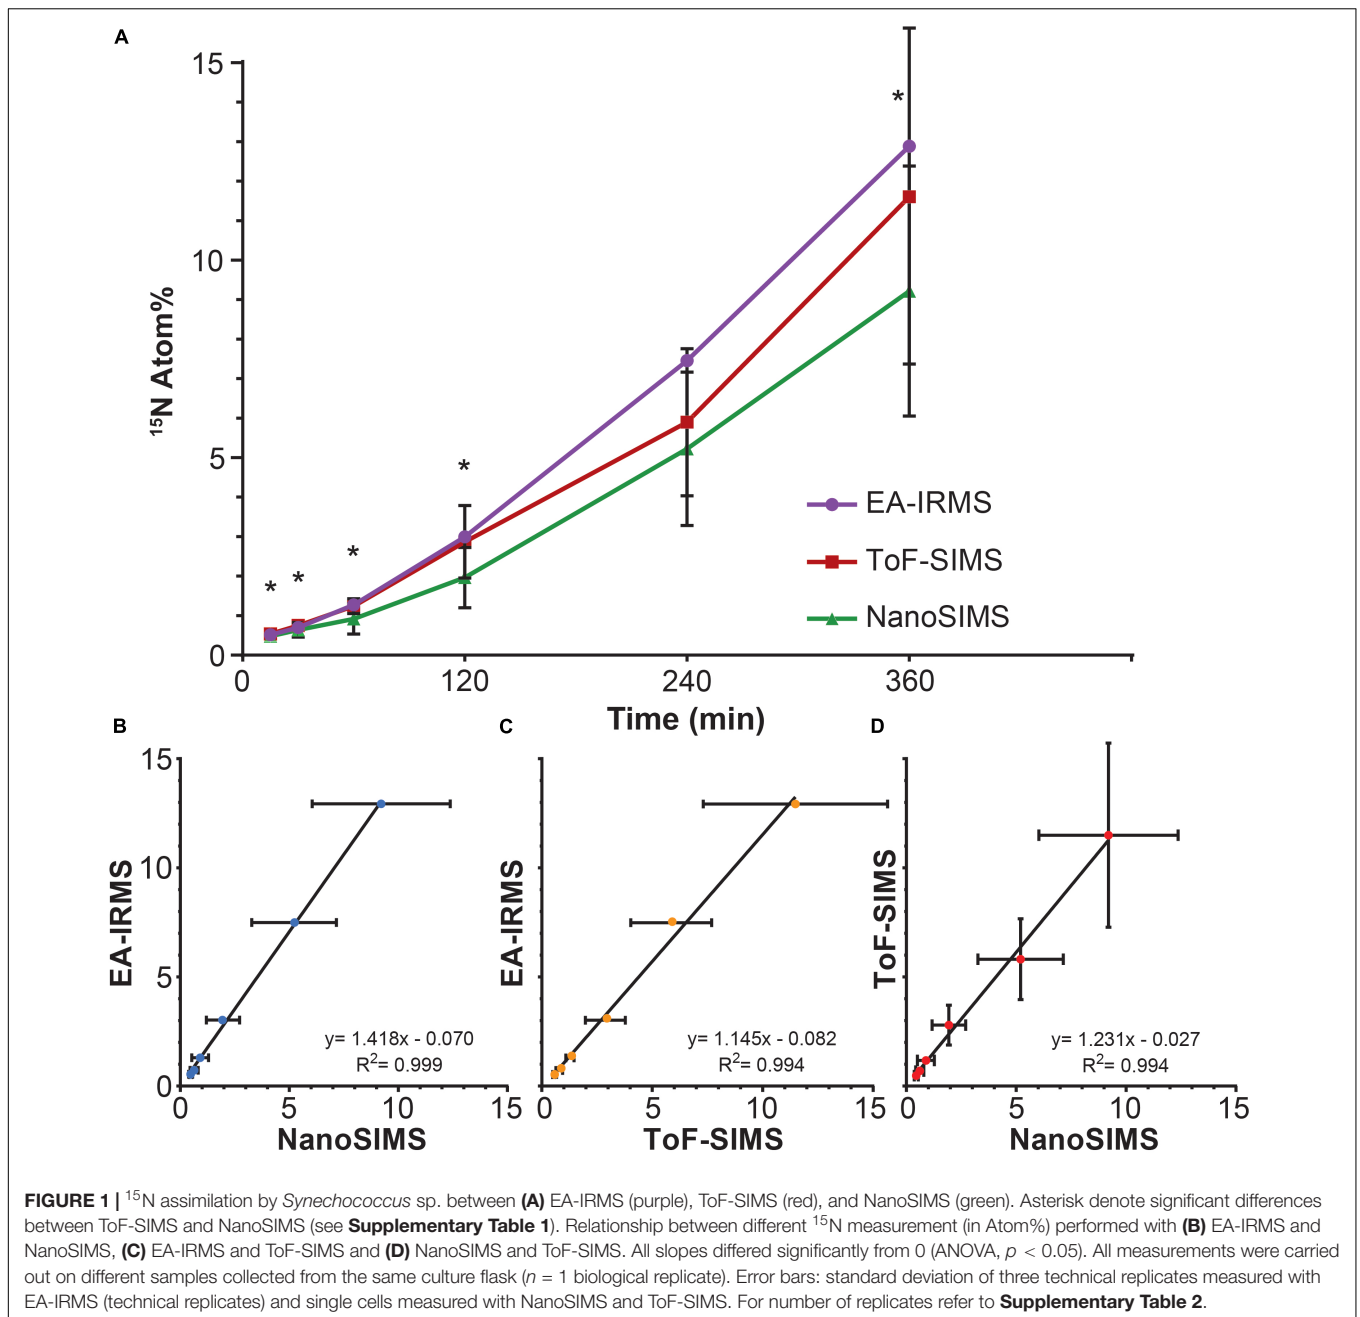 A
15
10
5
0
¹⁵N Atom%
*
*
*
*
*
EA-IRMS
ToF-SIMS
NanoSIMS
0 120 240 360
Time (min)
B
15
10
5
0
EA-IRMS
y= 1.418x - 0.070
R²= 0.999
0 5 10 15
NanoSIMS
C
EA-IRMS
y= 1.145x - 0.082
R²= 0.994
0 5 10 15
ToF-SIMS
D
ToF-SIMS
y= 1.231x - 0.027
R²= 0.994
0 5 10 15
NanoSIMS
FIGURE 1 | ¹⁵N assimilation by Synechococcus sp. between (A) EA-IRMS (purple), ToF-SIMS (red), and NanoSIMS (green). Asterisk denote significant differences
between ToF-SIMS and NanoSIMS (see Supplementary Table 1). Relationship between different ¹⁵N measurement (in Atom%) performed with (B) EA-IRMS and
NanoSIMS, (C) EA-IRMS and ToF-SIMS and (D) NanoSIMS and ToF-SIMS. All slopes differed significantly from 0 (ANOVA, p < 0.05). All measurements were carried
out on different samples collected from the same culture flask (n = 1 biological replicate). Error bars: standard deviation of three technical replicates measured with
EA-IRMS (technical replicates) and single cells measured with NanoSIMS and ToF-SIMS. For number of replicates refer to Supplementary Table 2.